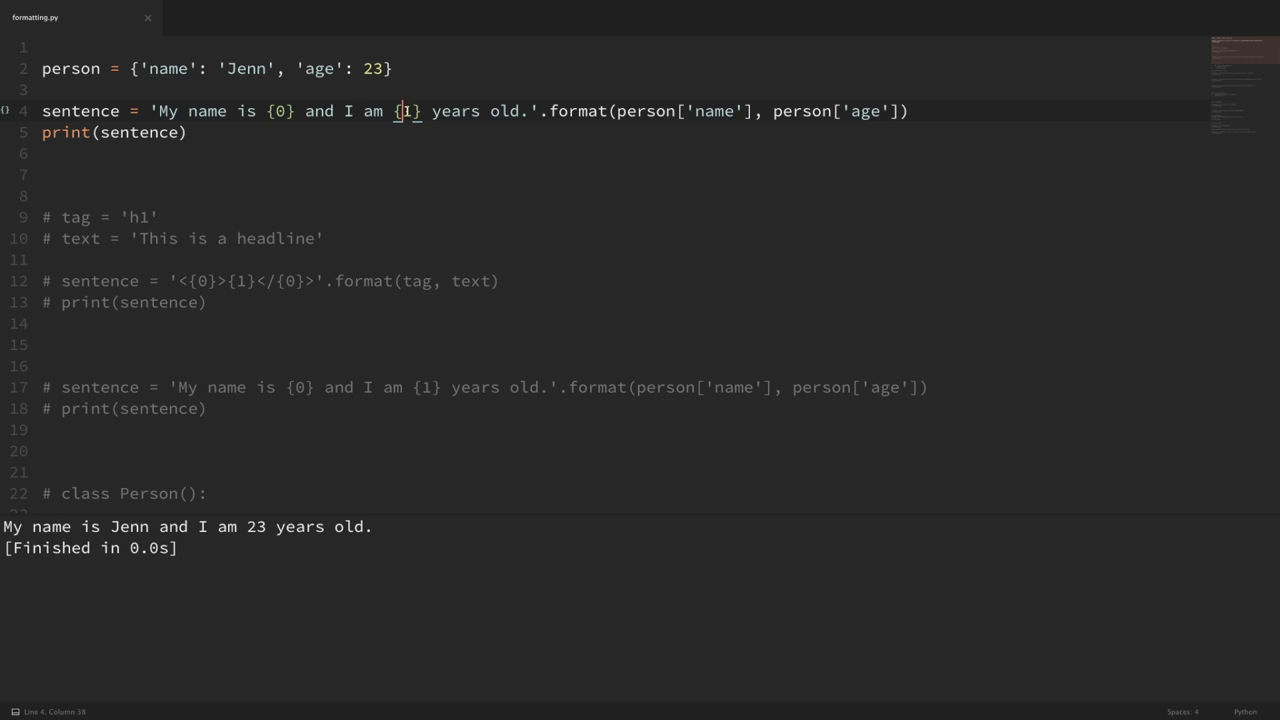 formatting.py
1
2 person = {'name': 'Jenn', 'age': 23}
3
{} 4 sentence = 'My name is {0} and I am {1} years old.'.format(person['name'], person['age'])
5 print(sentence)
6
7
8
9 # tag = 'h1'
10 # text = 'This is a headline'
11
12 # sentence = '<{0}>{1}</{0}>'.format(tag, text)
13 # print(sentence)
14
15
16
17 # sentence = 'My name is {0} and I am {1} years old.'.format(person['name'], person['age'])
18 # print(sentence)
19
20
21
22 # class Person():
My name is Jenn and I am 23 years old.
[Finished in 0.0s]
Line 4, Column 38 Spaces: 4 Python